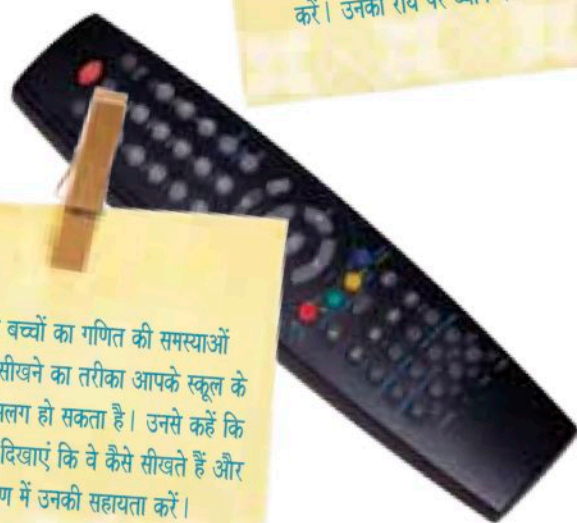 करें। उनकी राय पर
बच्चों का गणित की समस्याओं
सीखने का तरीका आपके स्कूल के
अलग हो सकता है। उनसे कहें कि
दिखाएं कि वे कैसे सीखते हैं और
में उनकी सहायता करें।